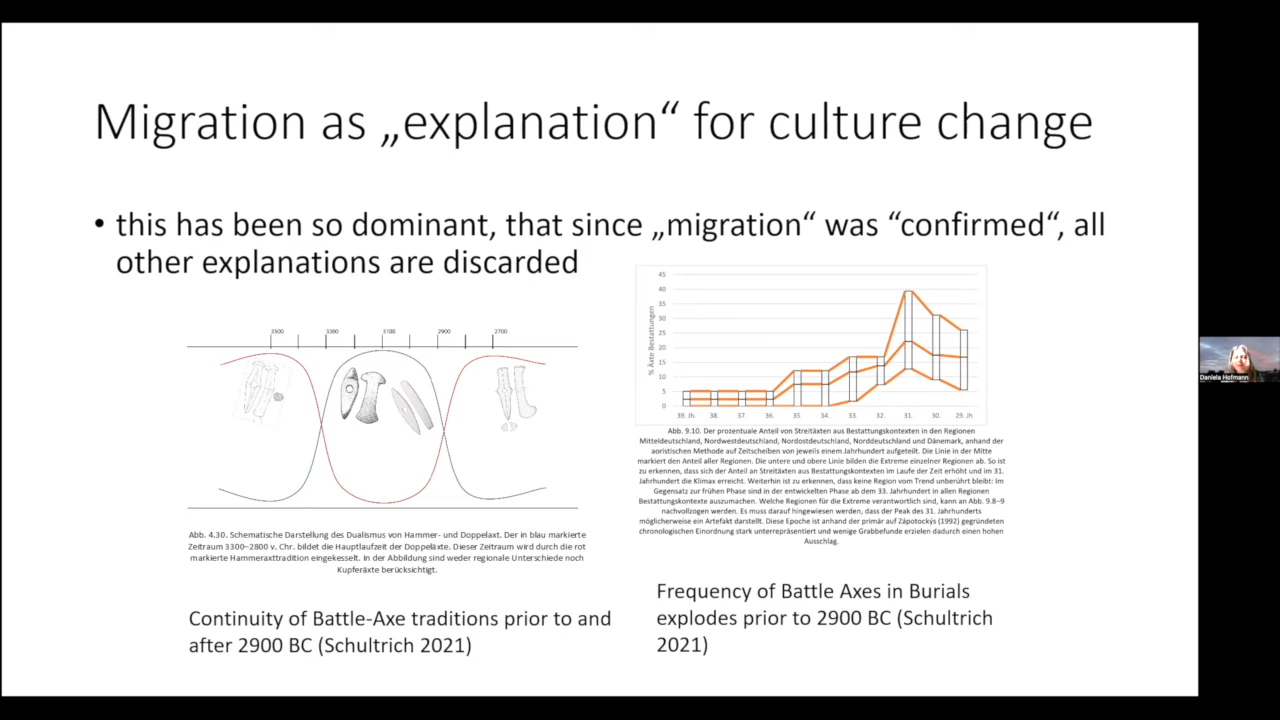 Migration as „explanation“ for culture change
• this has been so dominant, that since „migration“ was “confirmed“, all
other explanations are discarded
3500 3300 3100 2900 2700
Abb. 4.30. Schematische Darstellung des Dualismus von Hammer- und Doppelaxt. Der in blau markierte
Zeitraum 3300–2800 v. Chr. bildet die Hauptlaufzeit der Doppeläxte. Dieser Zeitraum wird durch die rot
markierte Hammeraxttradition eingekesselt. In der Abbildung sind weder regionale Unterschiede noch
Kupferäxte berücksichtigt.
Continuity of Battle-Axe traditions prior to and
after 2900 BC (Schultrich 2021)
% Äxte Bestattungen
45
40
35
30
25
20
15
10
5
0
39. Jh. 38. 37. 36. 35. 34. 33. 32. 31. 30. 29. Jh
Abb. 9.10. Der prozentuale Anteil von Streitäxten aus Bestattungskontexten in den Regionen
Mitteldeutschland, Nordwestdeutschland, Nordostdeutschland, Norddeutschland und Dänemark, anhand der
aoristischen Methode auf Zeitscheiben von jeweils einem Jahrhundert aufgeteilt. Die Linie in der Mitte
markiert den Anteil aller Regionen. Die untere und obere Linie bilden die Extreme einzelner Regionen ab. So ist
zu erkennen, dass sich der Anteil an Streitäxten aus Bestattungskontexten im Laufe der Zeit erhöht und im 31.
Jahrhundert die Klimax erreicht. Weiterhin ist zu erkennen, dass keine Region vom Trend unberührt bleibt: Im
Gegensatz zur frühen Phase sind in der entwickelten Phase ab dem 33. Jahrhundert in allen Regionen
Bestattungskontexte auszumachen. Welche Regionen für die Extreme verantwortlich sind, kann an Abb. 9.8–9
nachvollzogen werden. Es muss darauf hingewiesen werden, dass der Peak des 31. Jahrhunderts
möglicherweise ein Artefakt darstellt. Diese Epoche ist anhand der primär auf Zápotockýs (1992) gegründeten
chronologischen Einordnung stark unterrepräsentiert und wenige Grabbefunde erzielen dadurch einen hohen
Ausschlag.
Frequency of Battle Axes in Burials
explodes prior to 2900 BC (Schultrich
2021)
Daniela Hofmann